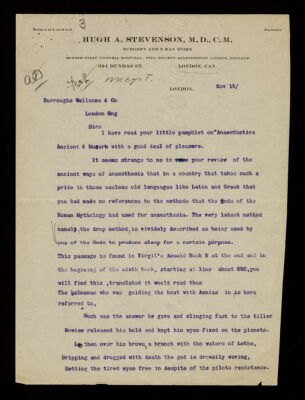 3
HUGH A. STEVENSON, M.D., C.M.
SURGERY AND X RAY WORK
394 DUNDAS ST. LONDON, CAN.
LONDON, Nov 19/
Burroughs Wellcome & Co
London Eng
Sirs
I have read your little pamphlet on "Anaesthetics
Ancient & Modern with a good deal of pleasure.
It seems strange to me in your review of the
ancient ways of anaesthesia that in a country that takes such a
pride in those useless old languages like Latin and Greek that
you had made no references to the methods that the Gods of the
Roman Mythology had used for anaesthesia. The very latest method
namely, the drop method, is vividely described as being used by
one of the Gods to produce sleep for a certain purpose.
This passage is found in Virgil's Aeneid Book 5 at the end and in
the begenning of the sixth book, starting at line about 850, you
will find this , translated it would read thus
The helmsman who was guiding the boat with Aenias in is here
referred to,
Such was the answer he gave and clinging fast to the tiller
Nowise released his hold and kept his eyes fixed on the planets.
Lo then over his brows, a branch with the waters of Lethe,
Dripping and drugged with death the god is drowsily waving,
Setting the tired eyes free in despite of the pilots resistance.